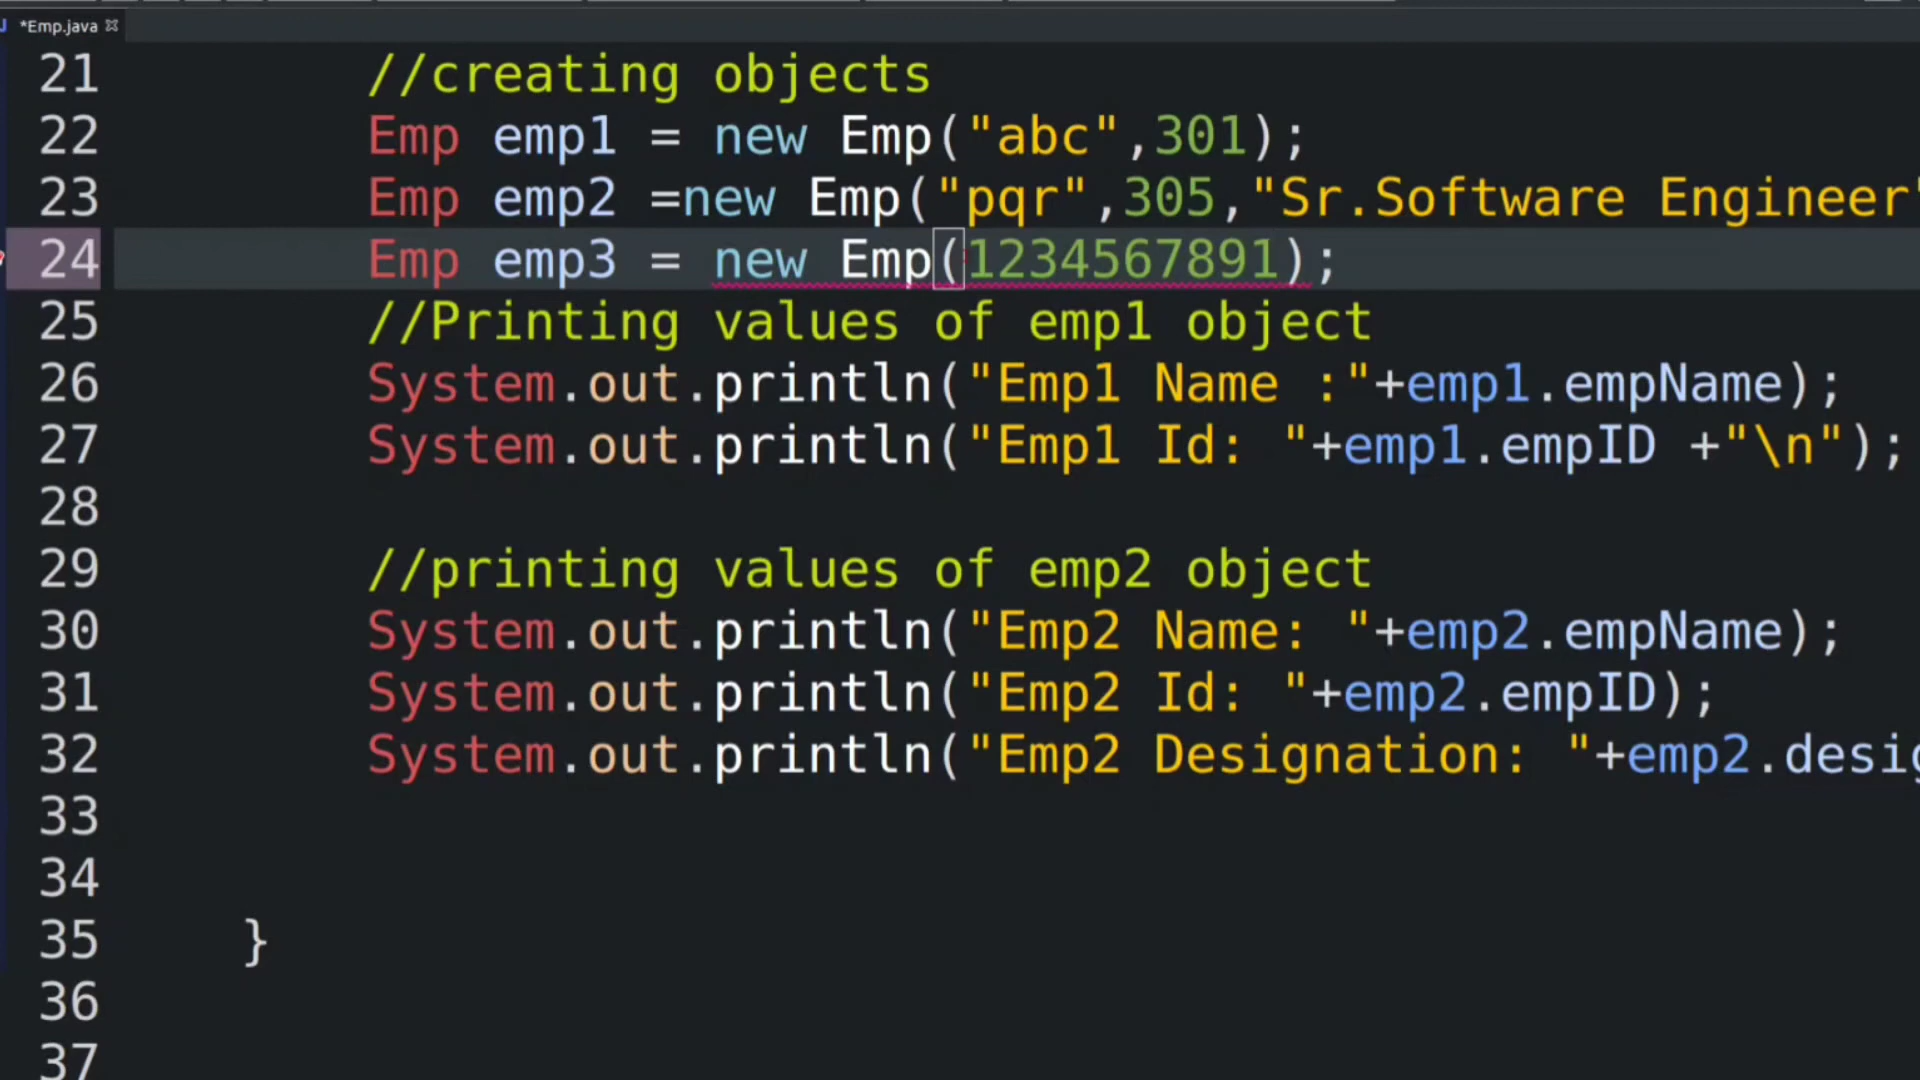 *Emp.java
21 //creating objects
22 Emp emp1 = new Emp("abc",301);
23 Emp emp2 =new Emp("pqr",305,"Sr.Software Engineer"
24 Emp emp3 = new Emp(1234567891);
25 //Printing values of emp1 object
26 System.out.println("Emp1 Name :"+emp1.empName);
27 System.out.println("Emp1 Id: "+emp1.empID +"\n");
28
29 //printing values of emp2 object
30 System.out.println("Emp2 Name: "+emp2.empName);
31 System.out.println("Emp2 Id: "+emp2.empID);
32 System.out.println("Emp2 Designation: "+emp2.desig
33
34
35 }
36
37